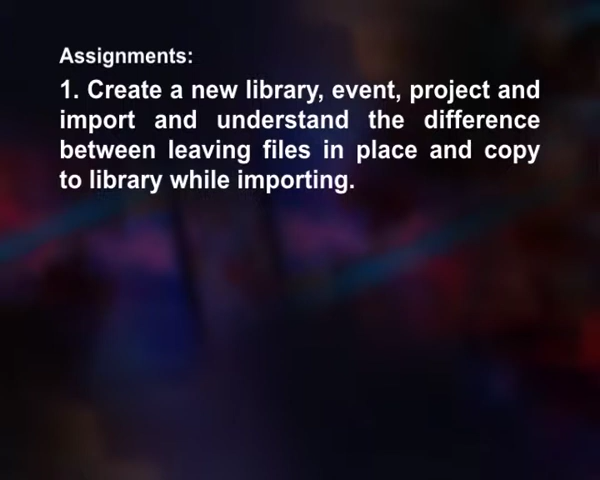 Assignments:
1. Create a new library, event, project and
import and understand the difference
between leaving files in place and copy
to library while importing.